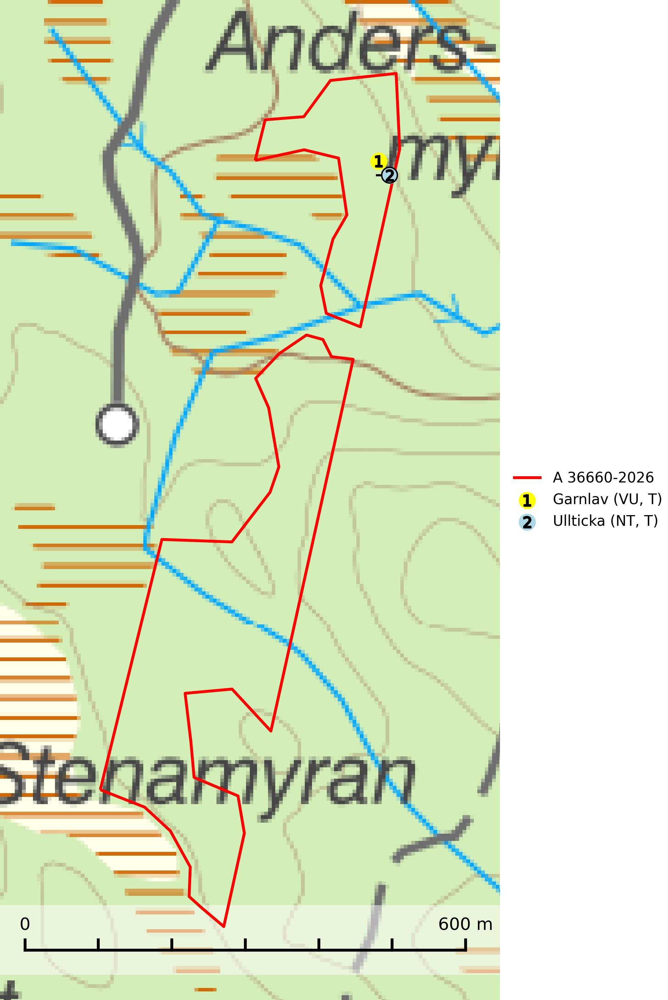 Anders-
myr
A 36660-2026
1 Garnlav (VU, T)
2 Ullticka (NT, T)
1
2
Stenamyran
0
600 m